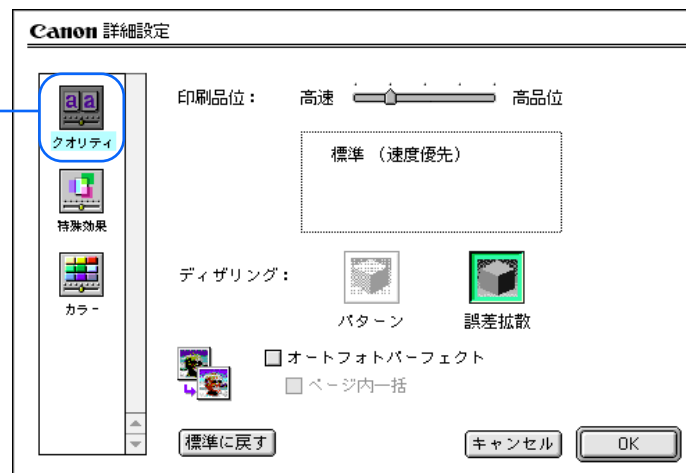 Canon 詳細設定
aa
クオリティ
特殊効果
カラー
印刷品位： 高速 高品位
標準 （速度優先）
ディザリング：
パターン 誤差拡散
オートフォトパーフェクト
ページ内一括
標準に戻す キャンセル OK